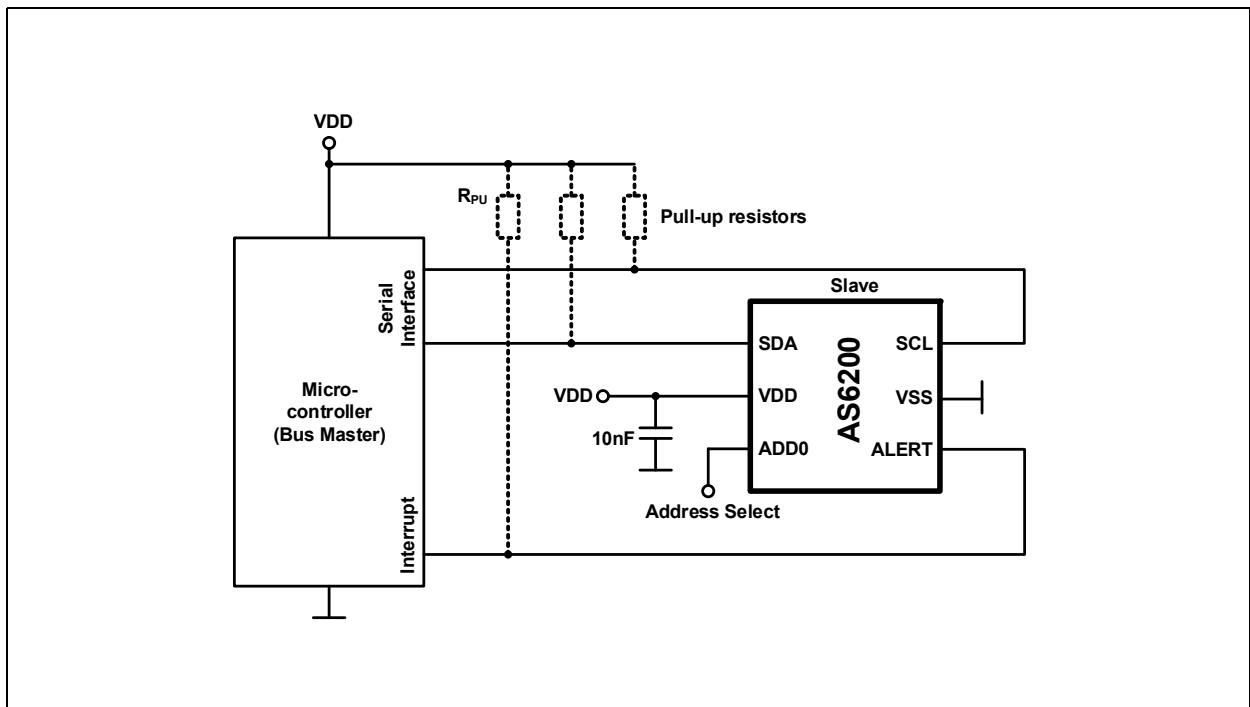 VDD
RPU
Pull-up resistors
Serial
Interface
Slave
Micro-
controller
(Bus Master)
SDA
SCL
VDD
VDD
AS6200
VSS
10nF
ADD0
ALERT
Address Select
Interrupt